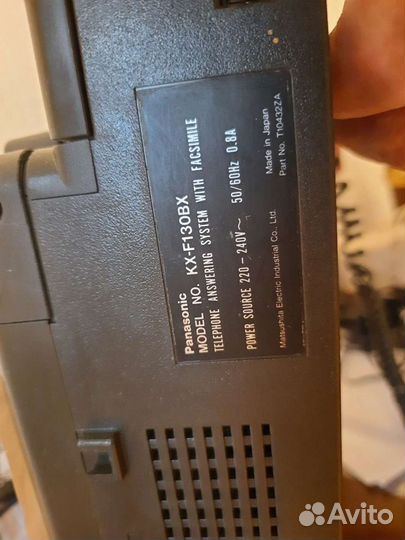 Panasonic
MODEL NO. KX-F130BX
TELEPHONE ANSWERING SYSTEM WITH FACSIMILE
POWER SOURCE 220-240V~ 50/60Hz 0.8A
Made in Japan
Matsushita Electric Industrial Co., Ltd. Part No. T10432ZA
Avito